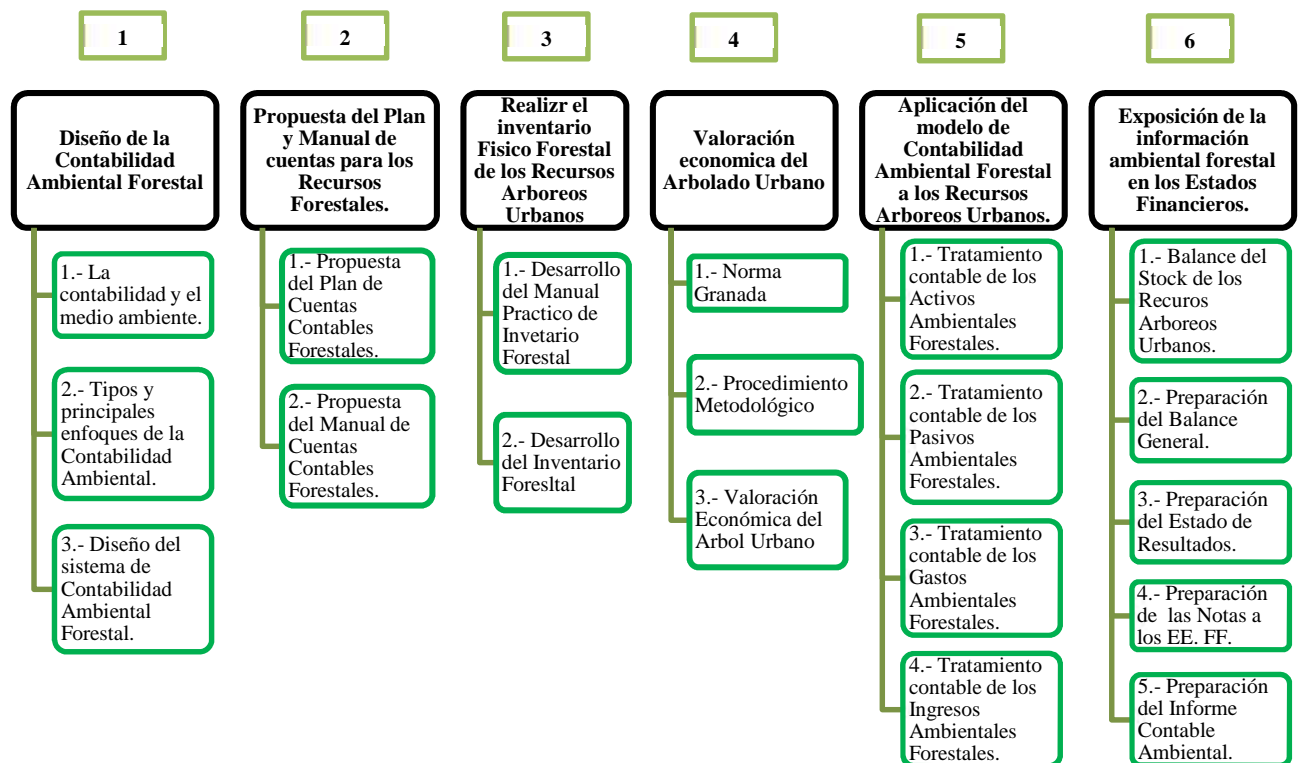 1
2
3
4
5
6
Diseño de la
Contabilidad
Ambiental Forestal
1.- La
contabilidad y el
medio ambiente.
2.- Tipos y
principales
enfoques de la
Contabilidad
Ambiental.
3.- Diseño del
sistema de
Contabilidad
Ambiental
Forestal.
Propuesta del Plan
y Manual de
cuentas para los
Recursos
Forestales.
1.- Propuesta
del Plan de
Cuentas
Contables
Forestales.
2.- Propuesta
del Manual de
Cuentas
Contables
Forestales.
Realizr el
inventario
Fisico Forestal
de los Recursos
Arboreos
Urbanos
1.- Desarrollo
del Manual
Practico de
Invetario
Forestal
2.- Desarrollo
del Inventario
Foresltal
Valoración
economica del
Arbolado Urbano
1.- Norma
Granada
2.- Procedimiento
Metodológico
3.- Valoración
Económica del
Arbol Urbano
Aplicación del
modelo de
Contabilidad
Ambiental Forestal
a los Recursos
Arboreos Urbanos.
1.- Tratamiento
contable de los
Activos
Ambientales
Forestales.
2.- Tratamiento
contable de los
Pasivos
Ambientales
Forestales.
3.- Tratamiento
contable de los
Gastos
Ambientales
Forestales.
4.- Tratamiento
contable de los
Ingresos
Ambientales
Forestales.
Exposición de la
información
ambiental forestal
en los Estados
Financieros.
1.- Balance del
Stock de los
Recuros
Arboreos
Urbanos.
2.- Preparación
del Balance
General.
3.- Preparación
del Estado de
Resultados.
4.- Preparación
de las Notas a
los EE. FF.
5.- Preparación
del Informe
Contable
Ambiental.